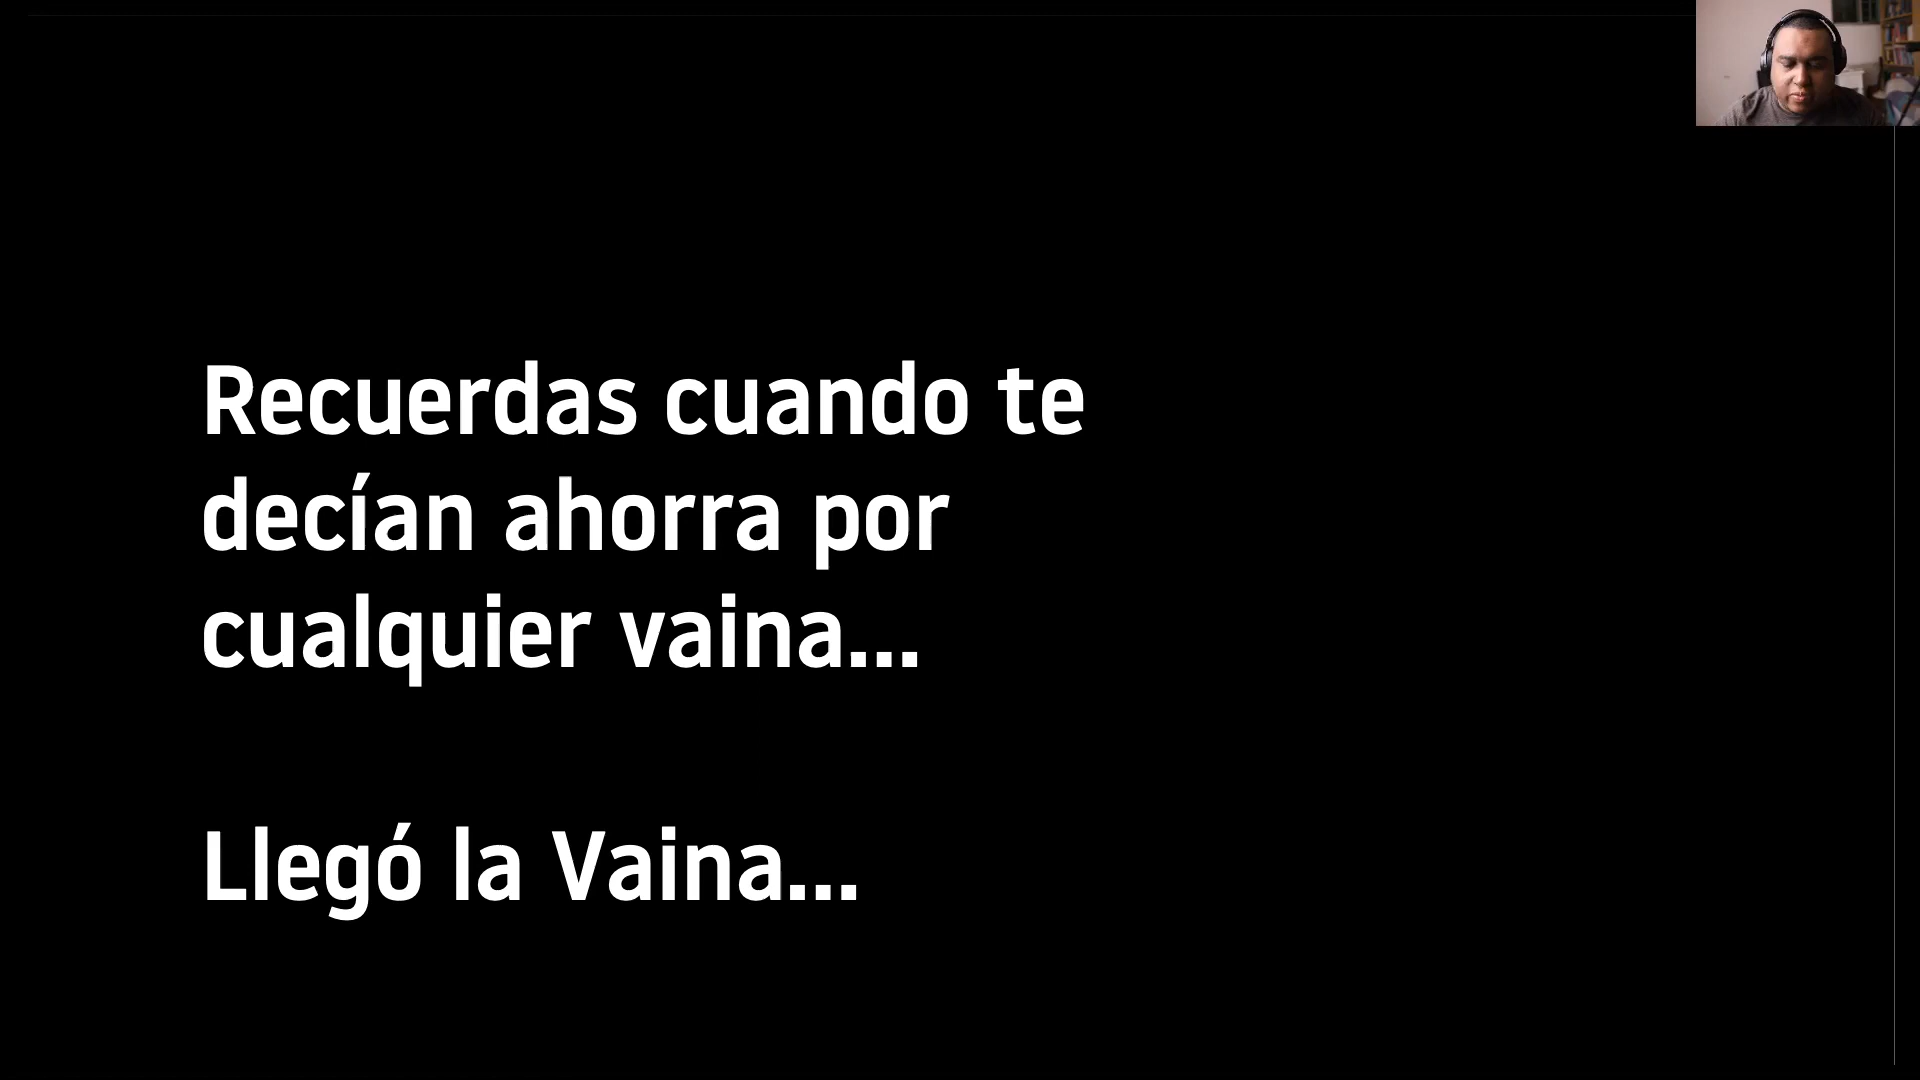 Recuerdas cuando te
decían ahorra por
cualquier vaina...
Llegó la Vaina...